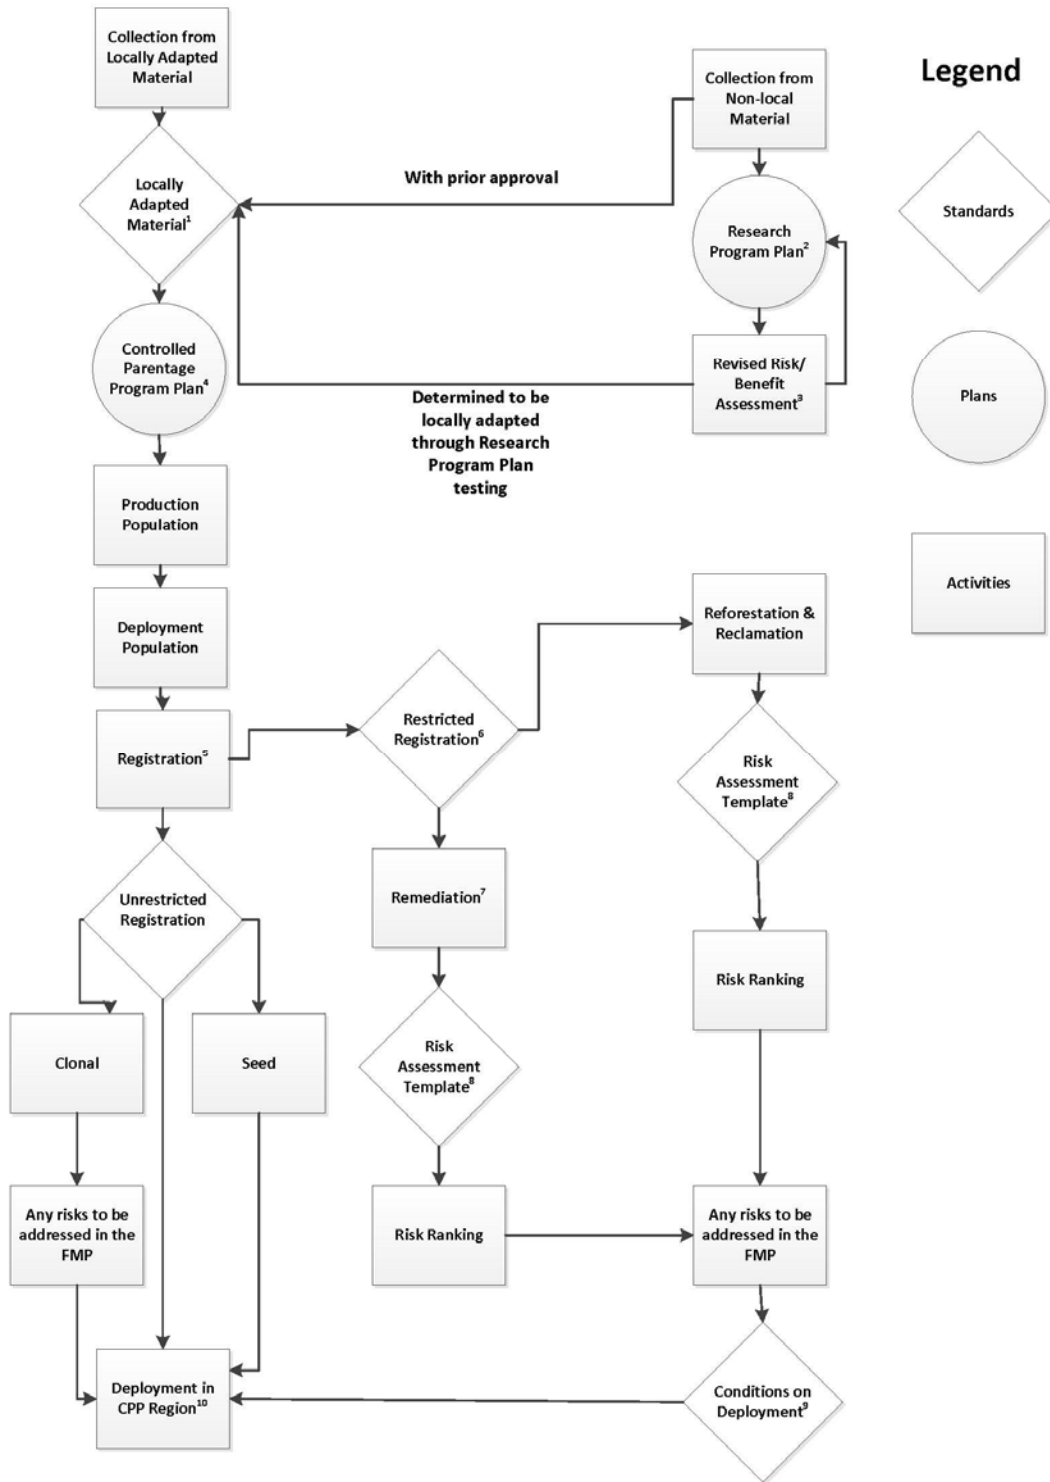 Collection from
Locally Adapted
Material
Collection from
Non-local
Material
Legend
With prior approval
Locally
Adapted
Material¹
Research
Program Plan²
Standards
Controlled
Parentage
Program Plan⁴
Revised Risk/
Benefit
Assessment³
Plans
Determined to be
locally adapted
through Research
Program Plan
testing
Production
Population
Activities
Deployment
Population
Reforestation &
Reclamation
Registration⁵
Restricted
Registration⁶
Risk
Assessment
Template⁸
Unrestricted
Registration
Remediation⁷
Risk Ranking
Clonal
Seed
Risk
Assessment
Template⁸
Any risks to be
addressed in the
FMP
Risk Ranking
Any risks to be
addressed in the
FMP
Deployment in
CPP Region¹⁰
Conditions on
Deployment⁹